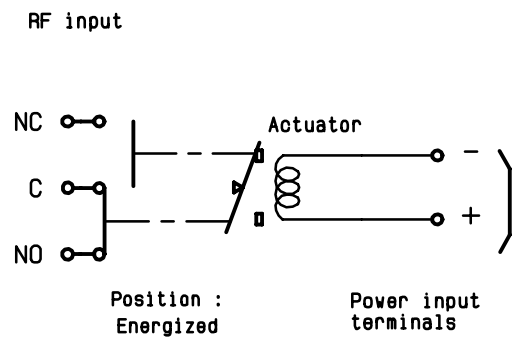 RF input
NC
Actuator
-
C
+
NO
Position :
Energized
Power input
terminals